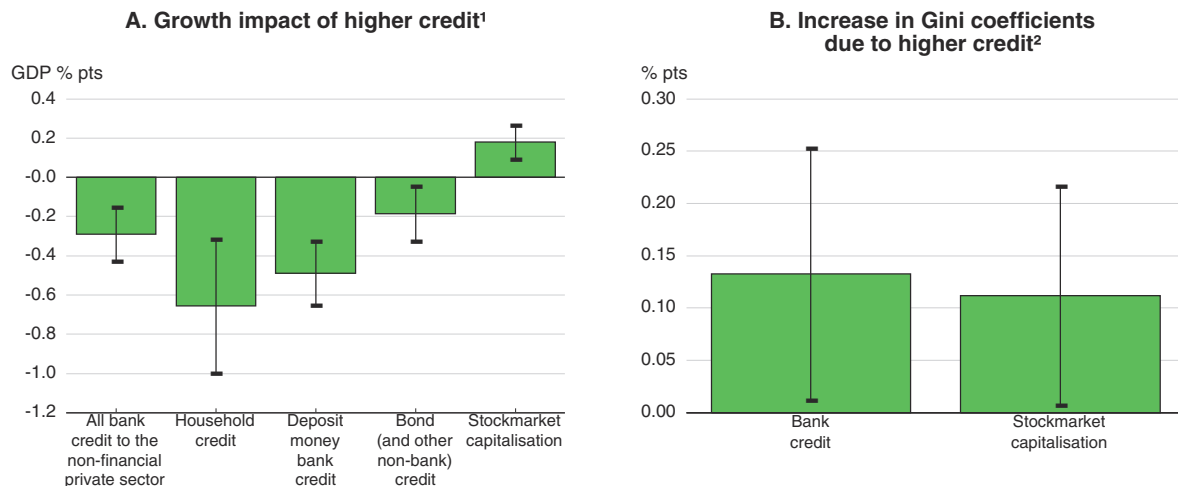 A. Growth impact of higher credit¹
GDP % pts
0.4
0.2
-0.0
-0.2
-0.4
-0.6
-0.8
-1.0
-1.2
All bank
credit to the
non-financial
private sector
Household
credit
Deposit
money
bank
credit
Bond
(and other
non-bank)
credit
Stockmarket
capitalisation
B. Increase in Gini coefficients
due to higher credit²
% pts
0.30
0.25
0.20
0.15
0.10
0.05
0.00
Bank
credit
Stockmarket
capitalisation